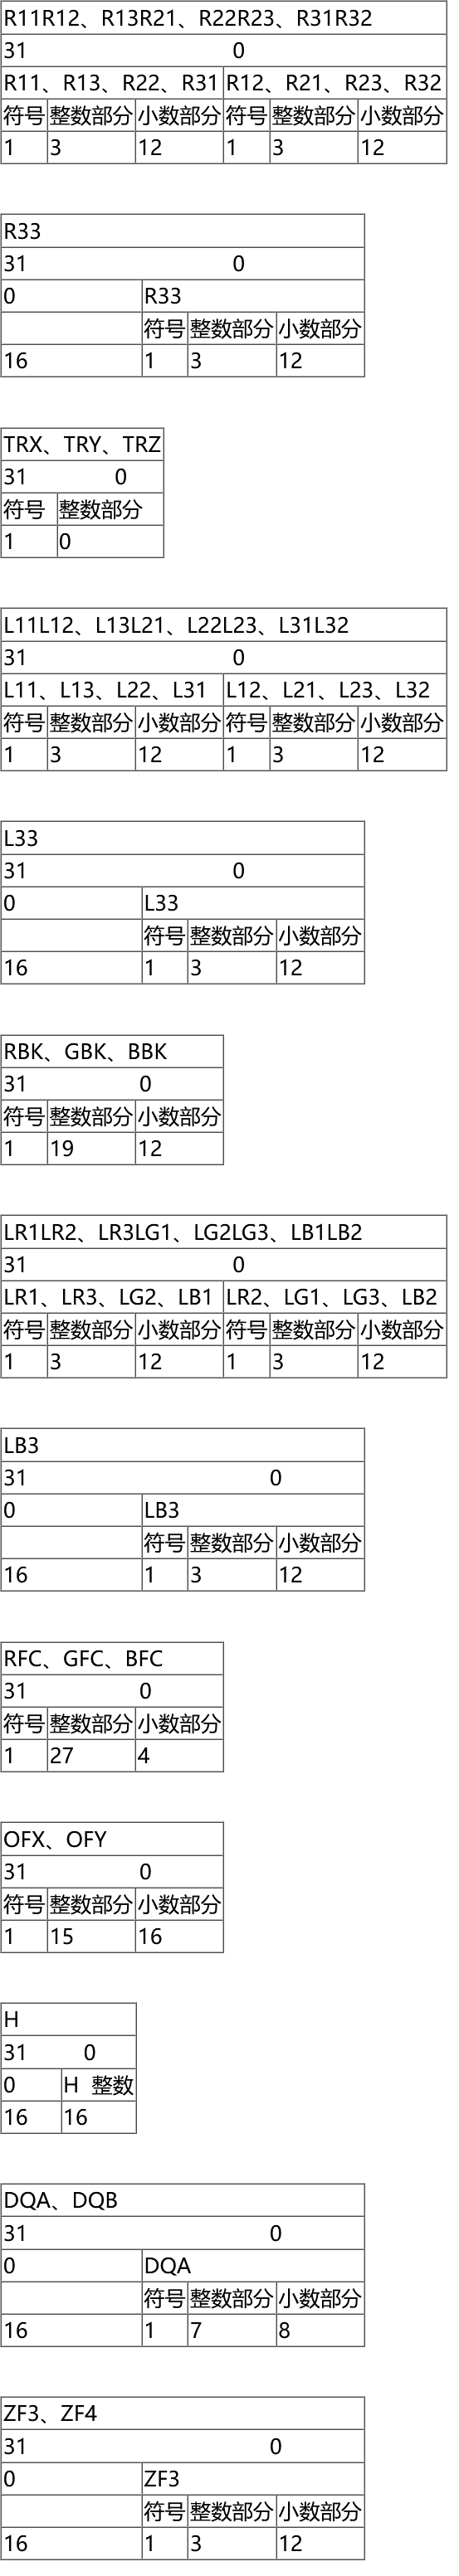 R11R12、R13R21、R22R23、R31R32
31 0
R11、R13、R22、R31 R12、R21、R23、R32
符号 整数部分 小数部分 符号 整数部分 小数部分
1 3 12 1 3 12
R33
31 0
0 R33
符号 整数部分 小数部分
16 1 3 12
TRX、TRY、TRZ
31 0
符号 整数部分
1 0
L11L12、L13L21、L22L23、L31L32
31 0
L11、L13、L22、L31 L12、L21、L23、L32
符号 整数部分 小数部分 符号 整数部分 小数部分
1 3 12 1 3 12
L33
31 0
0 L33
符号 整数部分 小数部分
16 1 3 12
RBK、GBK、BBK
31 0
符号 整数部分 小数部分
1 19 12
LR1LR2、LR3LG1、LG2LG3、LB1LB2
31 0
LR1、LR3、LG2、LB1 LR2、LG1、LG3、LB2
符号 整数部分 小数部分 符号 整数部分 小数部分
1 3 12 1 3 12
LB3
31 0
0 LB3
符号 整数部分 小数部分
16 1 3 12
RFC、GFC、BFC
31 0
符号 整数部分 小数部分
1 27 4
OFX、OFY
31 0
符号 整数部分 小数部分
1 15 16
H
31 0
0 H 整数
16 16
DQA、DQB
31 0
0 DQA
符号 整数部分 小数部分
16 1 7 8
ZF3、ZF4
31 0
0 ZF3
符号 整数部分 小数部分
16 1 3 12